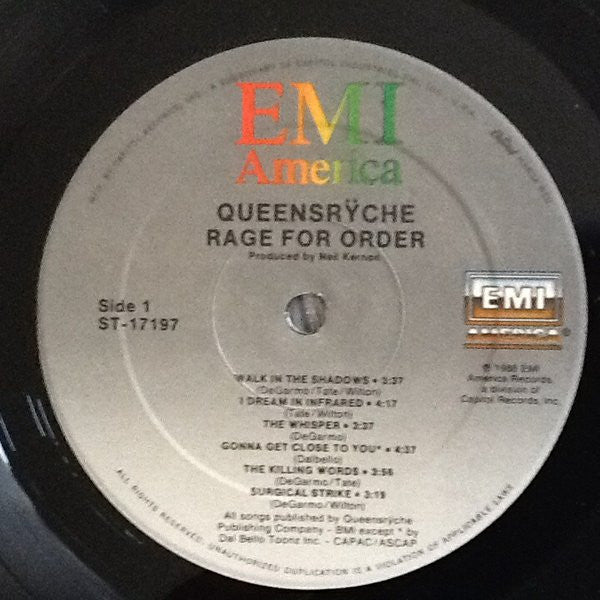 EMI
America
QUEENSRŸCHE
RAGE FOR ORDER
Produced by Neil Kernon
Side 1
ST-17197
EMI
AMERICA®
℗ 1986 EMI
America Records,
a division of
Capitol Records, Inc.
WALK IN THE SHADOWS • 3:37
(DeGarmo/Tate/Wilton)
I DREAM IN INFRARED • 4:17
(Tate/Wilton)
THE WHISPER • 3:37
(DeGarmo)
GONNA GET CLOSE TO YOU* • 4:37
(Dalbello)
THE KILLING WORDS • 3:56
(DeGarmo/Tate)
SURGICAL STRIKE • 3:19
(DeGarmo/Wilton)
All songs published by Queensrÿche
Publishing Company - BMI except * by
Dal Bello Toonz Inc. - CAPAC/ASCAP
ALL RIGHTS RESERVED. UNAUTHORIZED DUPLICATION IS A VIOLATION OF APPLICABLE LAWS